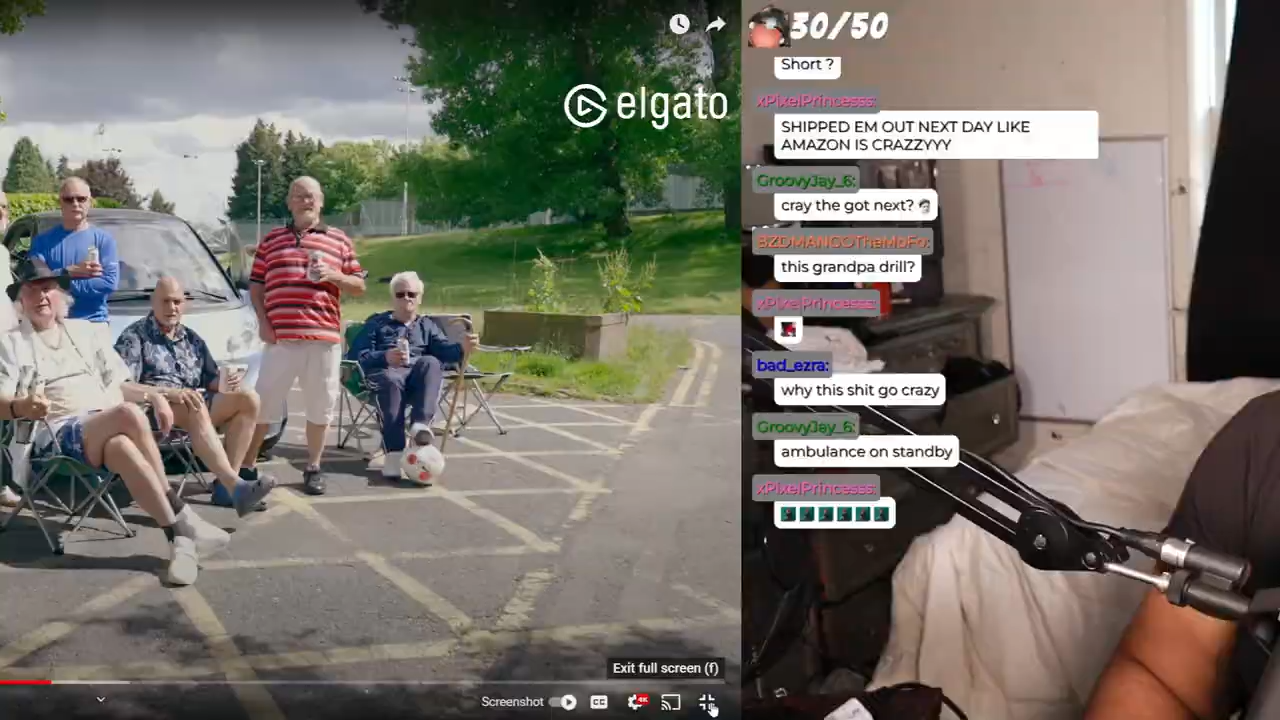 elgato
Exit full screen (f)
Screenshot
CC
4K
30/50
Short ?
xPixelPrincesss:
SHIPPED EM OUT NEXT DAY LIKE
AMAZON IS CRAZZYYY
GroovyJay_6:
cray the got next?
BZDMANGOTheMoFo:
this grandpa drill?
xPixelPrincesss:
bad_ezra:
why this shit go crazy
GroovyJay_6:
ambulance on standby
xPixelPrincesss: